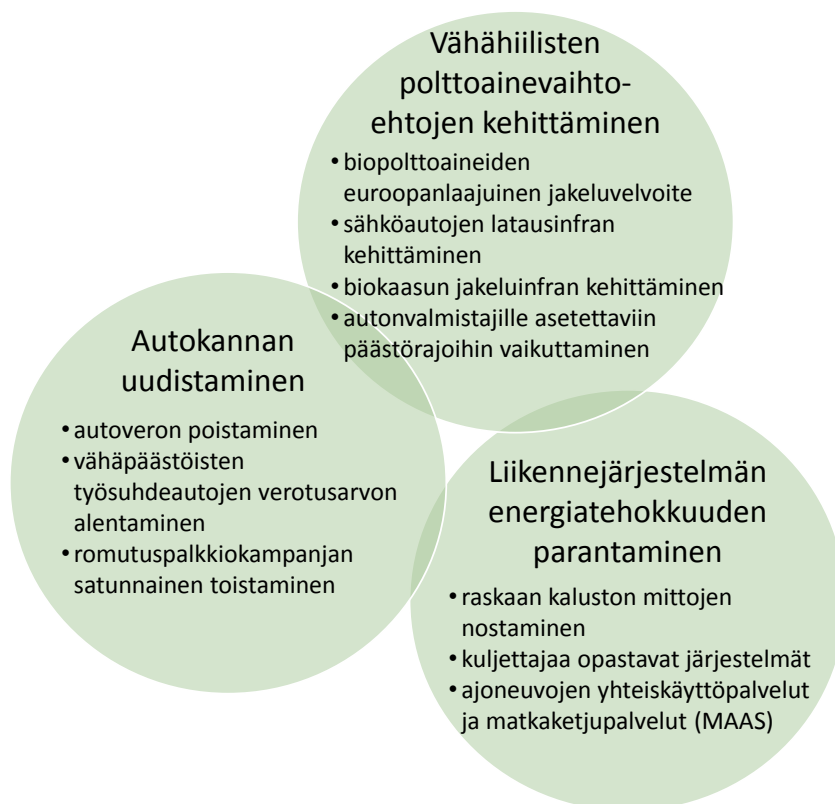 Vähähiilisten
polttoainevaihto-
ehtojen kehittäminen
• biopolttoaineiden
euroopanlaajuinen jakeluvelvoite
• sähköautojen latausinfran
kehittäminen
• biokaasun jakeluinfran kehittäminen
• autonvalmistajille asetettaviin
päästörajoihin vaikuttaminen
Autokannan
uudistaminen
• autoveron poistaminen
• vähäpäästöisten
työsuhdeautojen verotusarvon
alentaminen
• romutuspalkkiokampanjan
satunnainen toistaminen
Liikennejärjestelmän
energiatehokkuuden
parantaminen
• raskaan kaluston mittojen
nostaminen
• kuljettajaa opastavat järjestelmät
• ajoneuvojen yhteiskäyttöpalvelut
ja matkaketjupalvelut (MAAS)